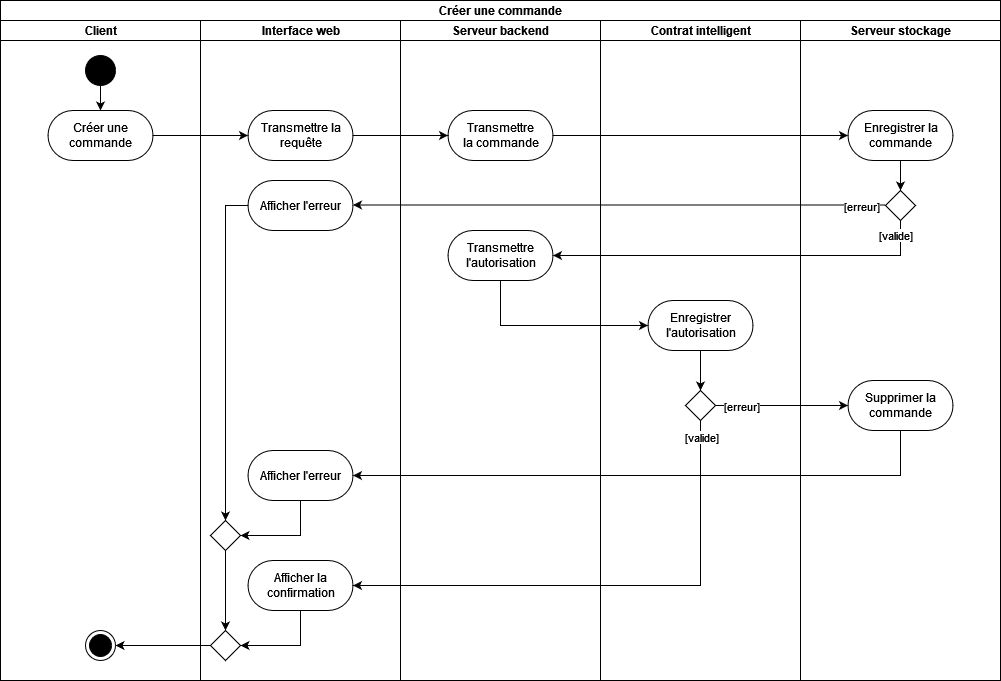 Créer une commande
Client
Interface web
Serveur backend
Contrat intelligent
Serveur stockage
Créer une
commande
Transmettre la
requête
Transmettre
la commande
Enregistrer la
commande
Afficher l'erreur
[erreur]
[valide]
Transmettre
l'autorisation
Enregistrer
l'autorisation
[erreur]
Supprimer la
commande
[valide]
Afficher l'erreur
Afficher la
confirmation